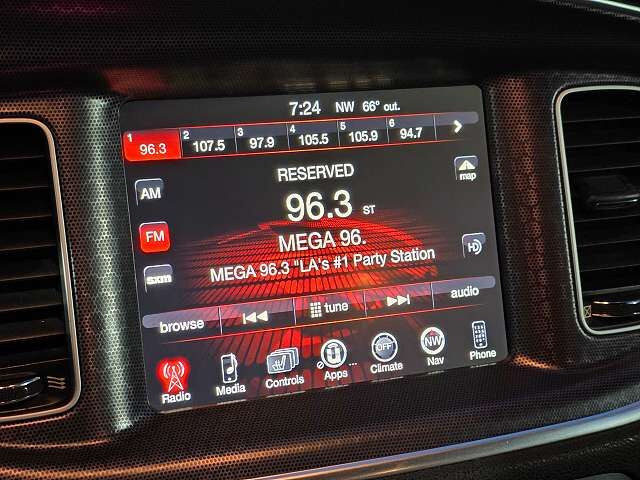 7:24 NW 66° out.
1 96.3 2 107.5 3 97.9 4 105.5 5 105.9 6 94.7
RESERVED
AM
map
96.3 ST
FM
MEGA 96.
HD
MEGA 96.3 "LA's #1 Party Station
sxm
browse tune audio
OFF NW
Radio Media Controls Apps Climate Nav Phone